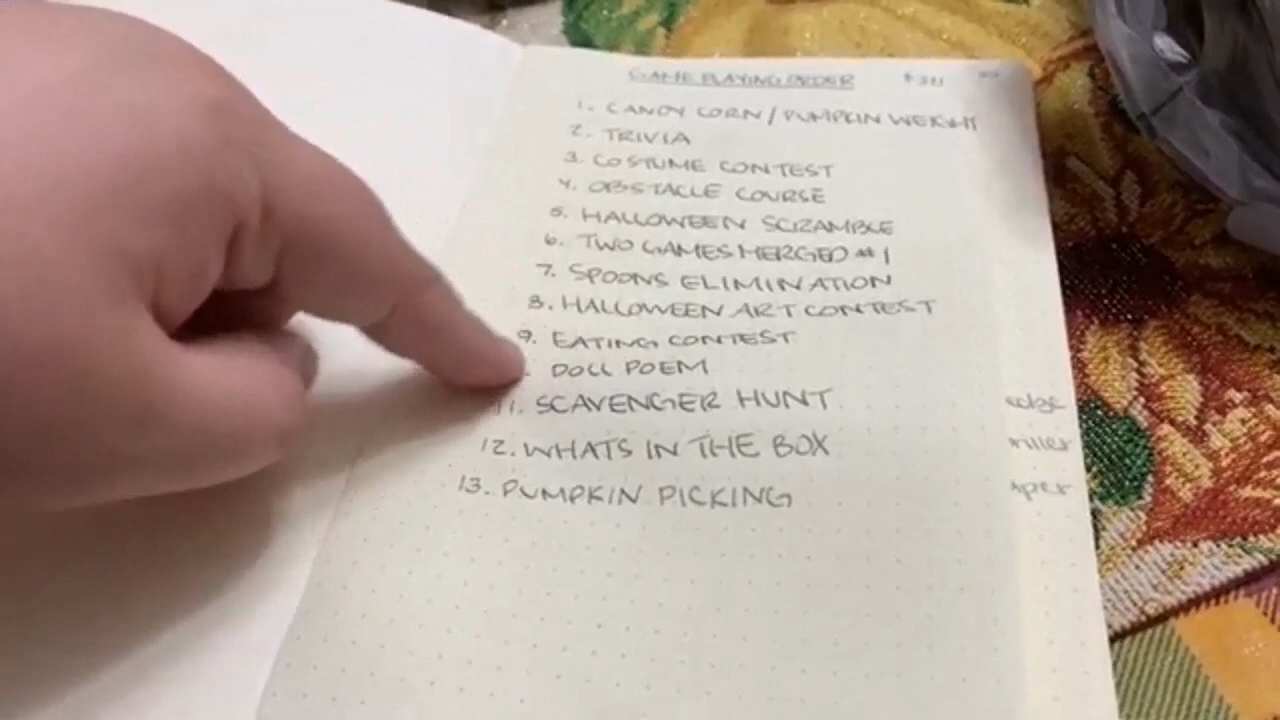 GAME PLAYING ORDER
1. CANDY CORN / PUMPKIN WEIGHT
2. TRIVIA
3. COSTUME CONTEST
4. OBSTACLE COURSE
5. HALLOWEEN SCRAMBLE
6. TWO GAMES MERGED #1
7. SPOONS ELIMINATION
8. HALLOWEEN ART CONTEST
9. EATING CONTEST
DOLL POEM
11. SCAVENGER HUNT
12. WHATS IN THE BOX
13. PUMPKIN PICKING